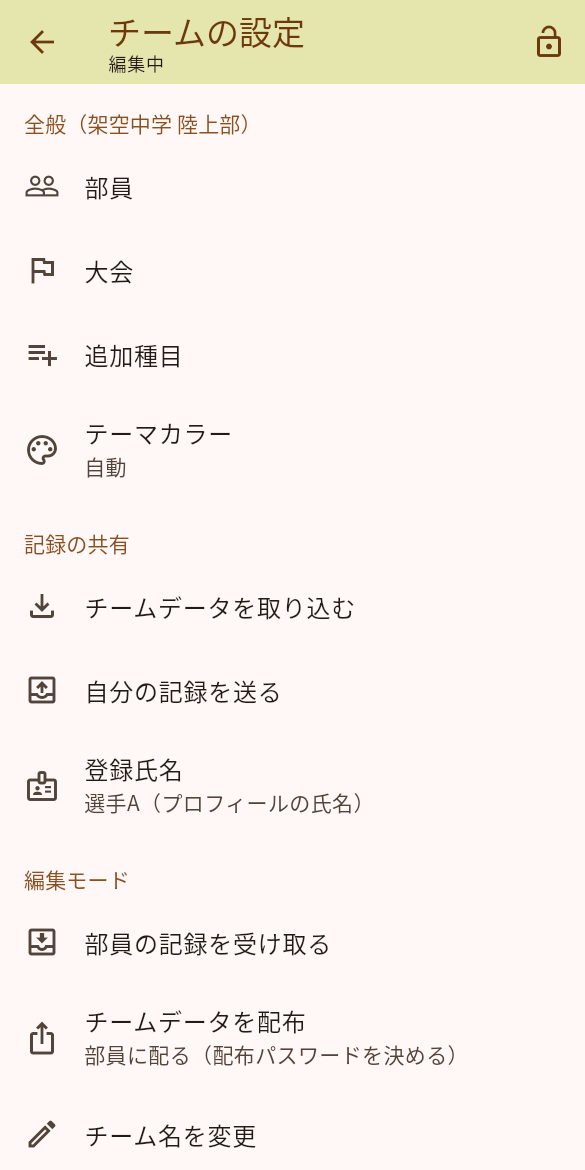 チームの設定
編集中
全般（架空中学 陸上部）
部員
大会
追加種目
テーマカラー
自動
記録の共有
チームデータを取り込む
自分の記録を送る
登録氏名
選手A（プロフィールの氏名）
編集モード
部員の記録を受け取る
チームデータを配布
部員に配る（配布パスワードを決める）
チーム名を変更